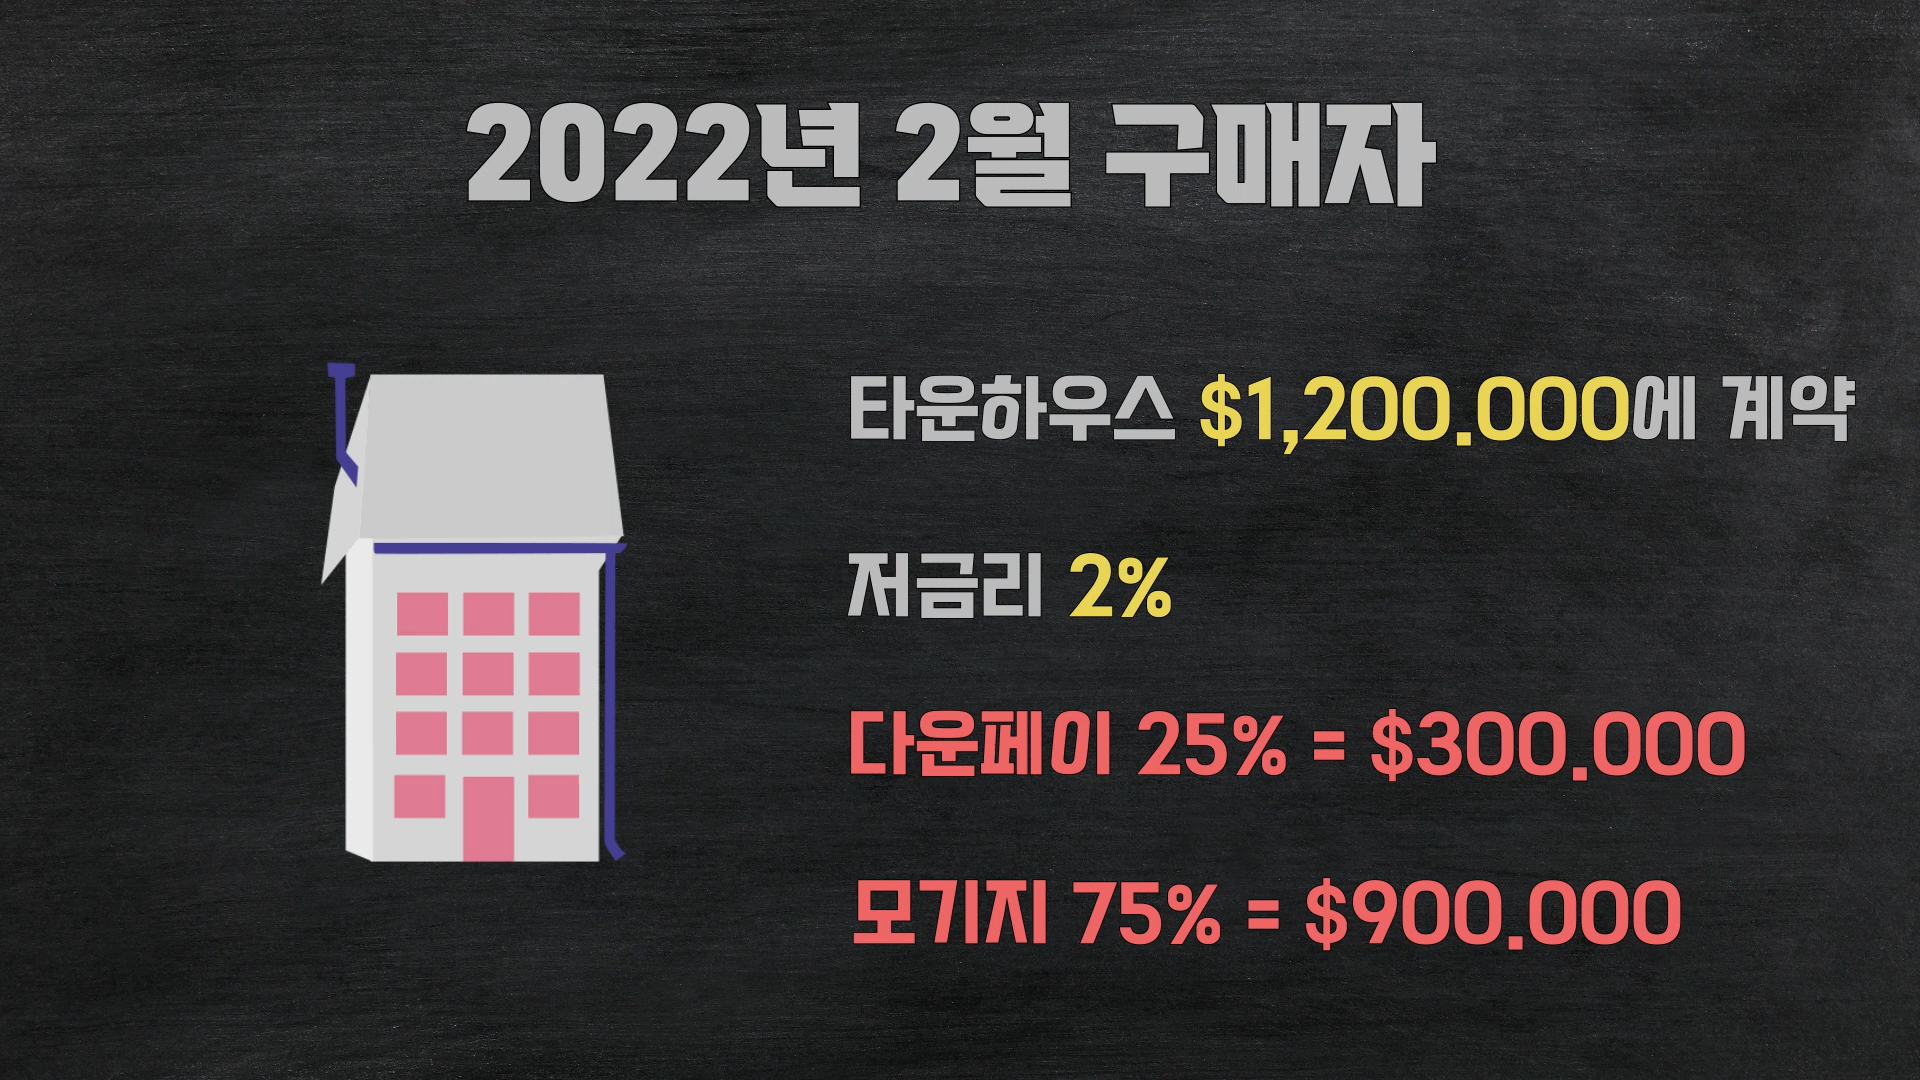 2022년 2월 구매자
타운하우스 $1,200.000에 계약
저금리 2%
다운페이 25% = $300.000
모기지 75% = $900.000